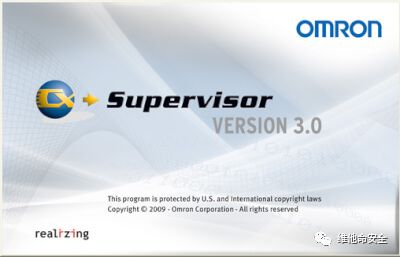 OMRON
CX Supervisor
VERSION 3.0
This program is protected by U.S. and International copyright laws
Copyright © 2009 - Omron Corporation - All rights reserved
realizing
维他命安全